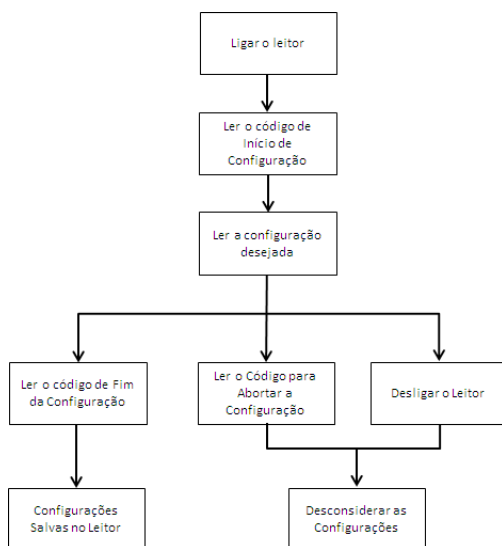 Ligar o leitor
Ler o código de
Início de
Configuração
Ler a configuração
desejada
Ler o código de Fim
da Configuração
Ler o Código para
Abortar a
Configuração
Desligar o Leitor
Configurações
Salvas no Leitor
Desconsiderar as
Configurações